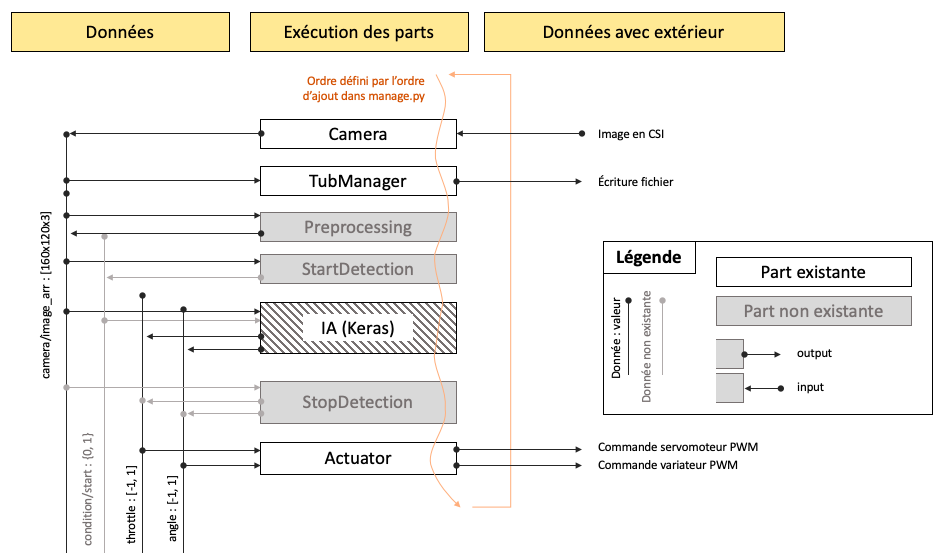 Données
Exécution des parts
Données avec extérieur
Ordre défini par l'ordre
d'ajout dans manage.py
Camera
Image en CSI
TubManager
Écriture fichier
Preprocessing
StartDetection
IA (Keras)
StopDetection
Actuator
Commande servomoteur PWM
Commande variateur PWM
camera/image_arr : [160x120x3]
condition/start : {0, 1}
throttle : [-1, 1]
angle : [-1, 1]
Légende
Donnée : valeur
Donnée non existante
Part existante
Part non existante
output
input